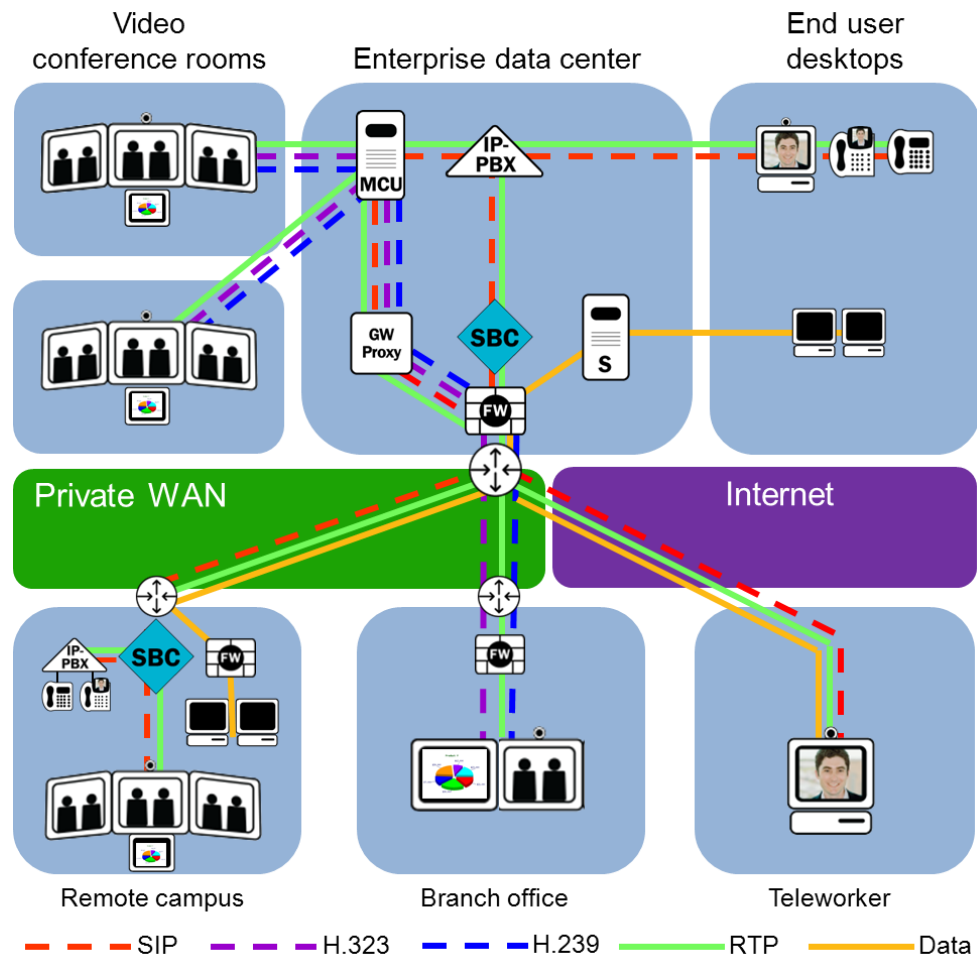 Video
conference rooms
Enterprise data center
End user
desktops
MCU
IP-
PBX
GW
Proxy
SBC
S
FW
Private WAN
Internet
IP-
PBX
SBC
FW
FW
Remote campus
Branch office
Teleworker
SIP
H.323
H.239
RTP
Data